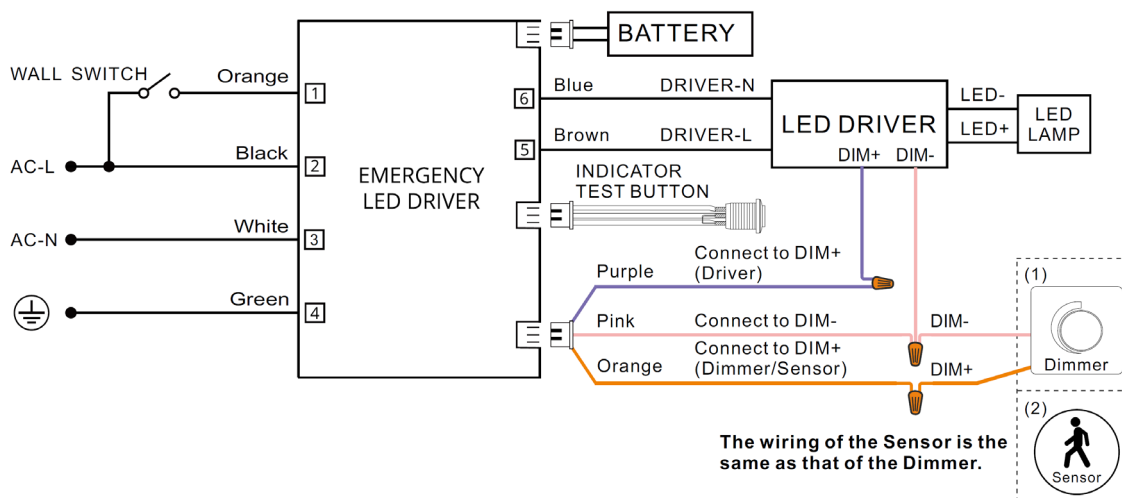 BATTERY
WALL SWITCH
Orange
1
Blue
DRIVER-N
6
LED DRIVER
LED-
LED+
LED
LAMP
Brown
DRIVER-L
5
DIM+
DIM-
AC-L
Black
2
EMERGENCY
LED DRIVER
INDICATOR
TEST BUTTON
AC-N
White
3
Green
4
Purple
Connect to DIM+
(Driver)
Pink
Connect to DIM-
DIM-
Orange
Connect to DIM+
(Dimmer/Sensor)
DIM+
(1)
Dimmer
(2)
Sensor
The wiring of the Sensor is the
same as that of the Dimmer.